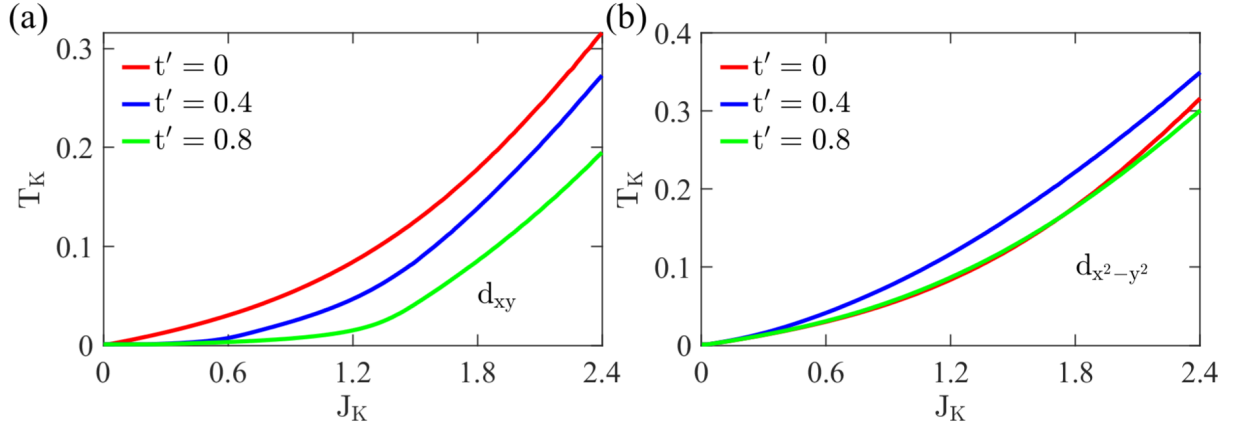 (a)
0.3
0.2
0.1
0
T_K
t′ = 0
t′ = 0.4
t′ = 0.8
d_xy
0 0.6 1.2 1.8 2.4
J_K
(b)
0.4
0.3
0.2
0.1
0
T_K
t′ = 0
t′ = 0.4
t′ = 0.8
d_x²−y²
0 0.6 1.2 1.8 2.4
J_K